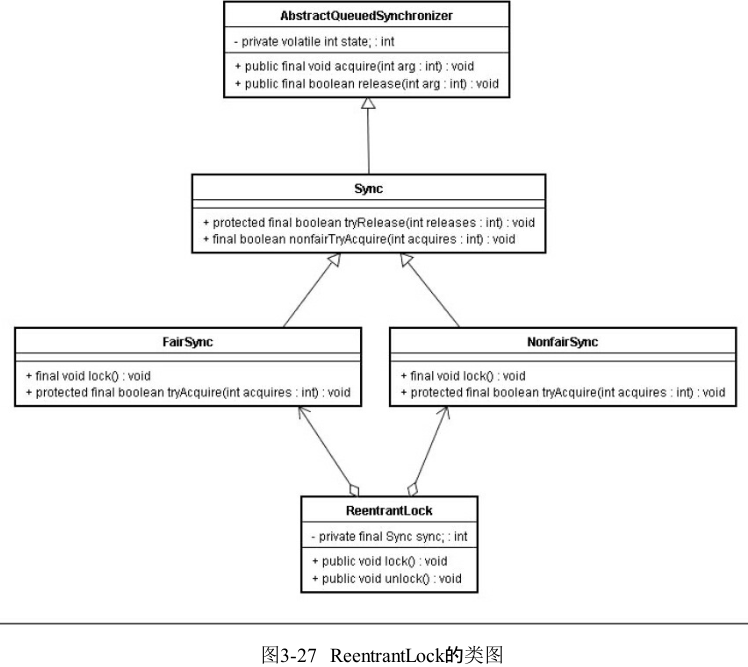 AbstractQueuedSynchronizer
- private volatile int state; : int
+ public final void acquire(int arg : int) : void
+ public final boolean release(int arg : int) : void
Sync
+ protected final boolean tryRelease(int releases : int) : void
+ final boolean nonfairTryAcquire(int acquires : int) : void
FairSync
+ final void lock() : void
+ protected final boolean tryAcquire(int acquires : int) : void
NonfairSync
+ final void lock() : void
+ protected final boolean tryAcquire(int acquires : int) : void
ReentrantLock
- private final Sync sync; : int
+ public void lock() : void
+ public void unlock() : void
图3-27 ReentrantLock的类图